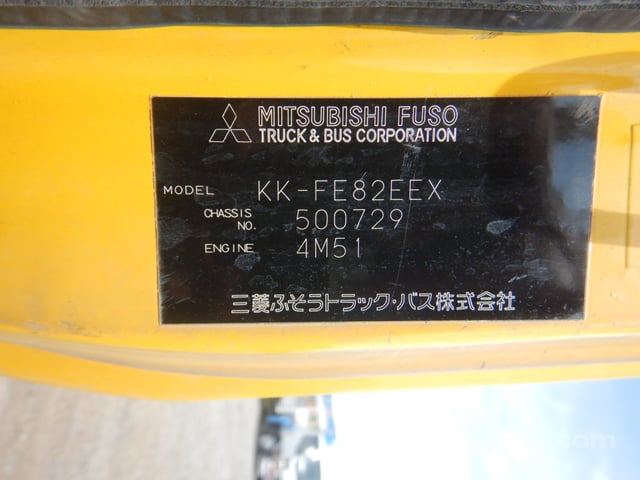 MITSUBISHI FUSO
TRUCK & BUS CORPORATION
MODEL KK-FE82EEX
CHASSIS NO. 500729
ENGINE 4M51
三菱ふそうトラック・バス株式会社